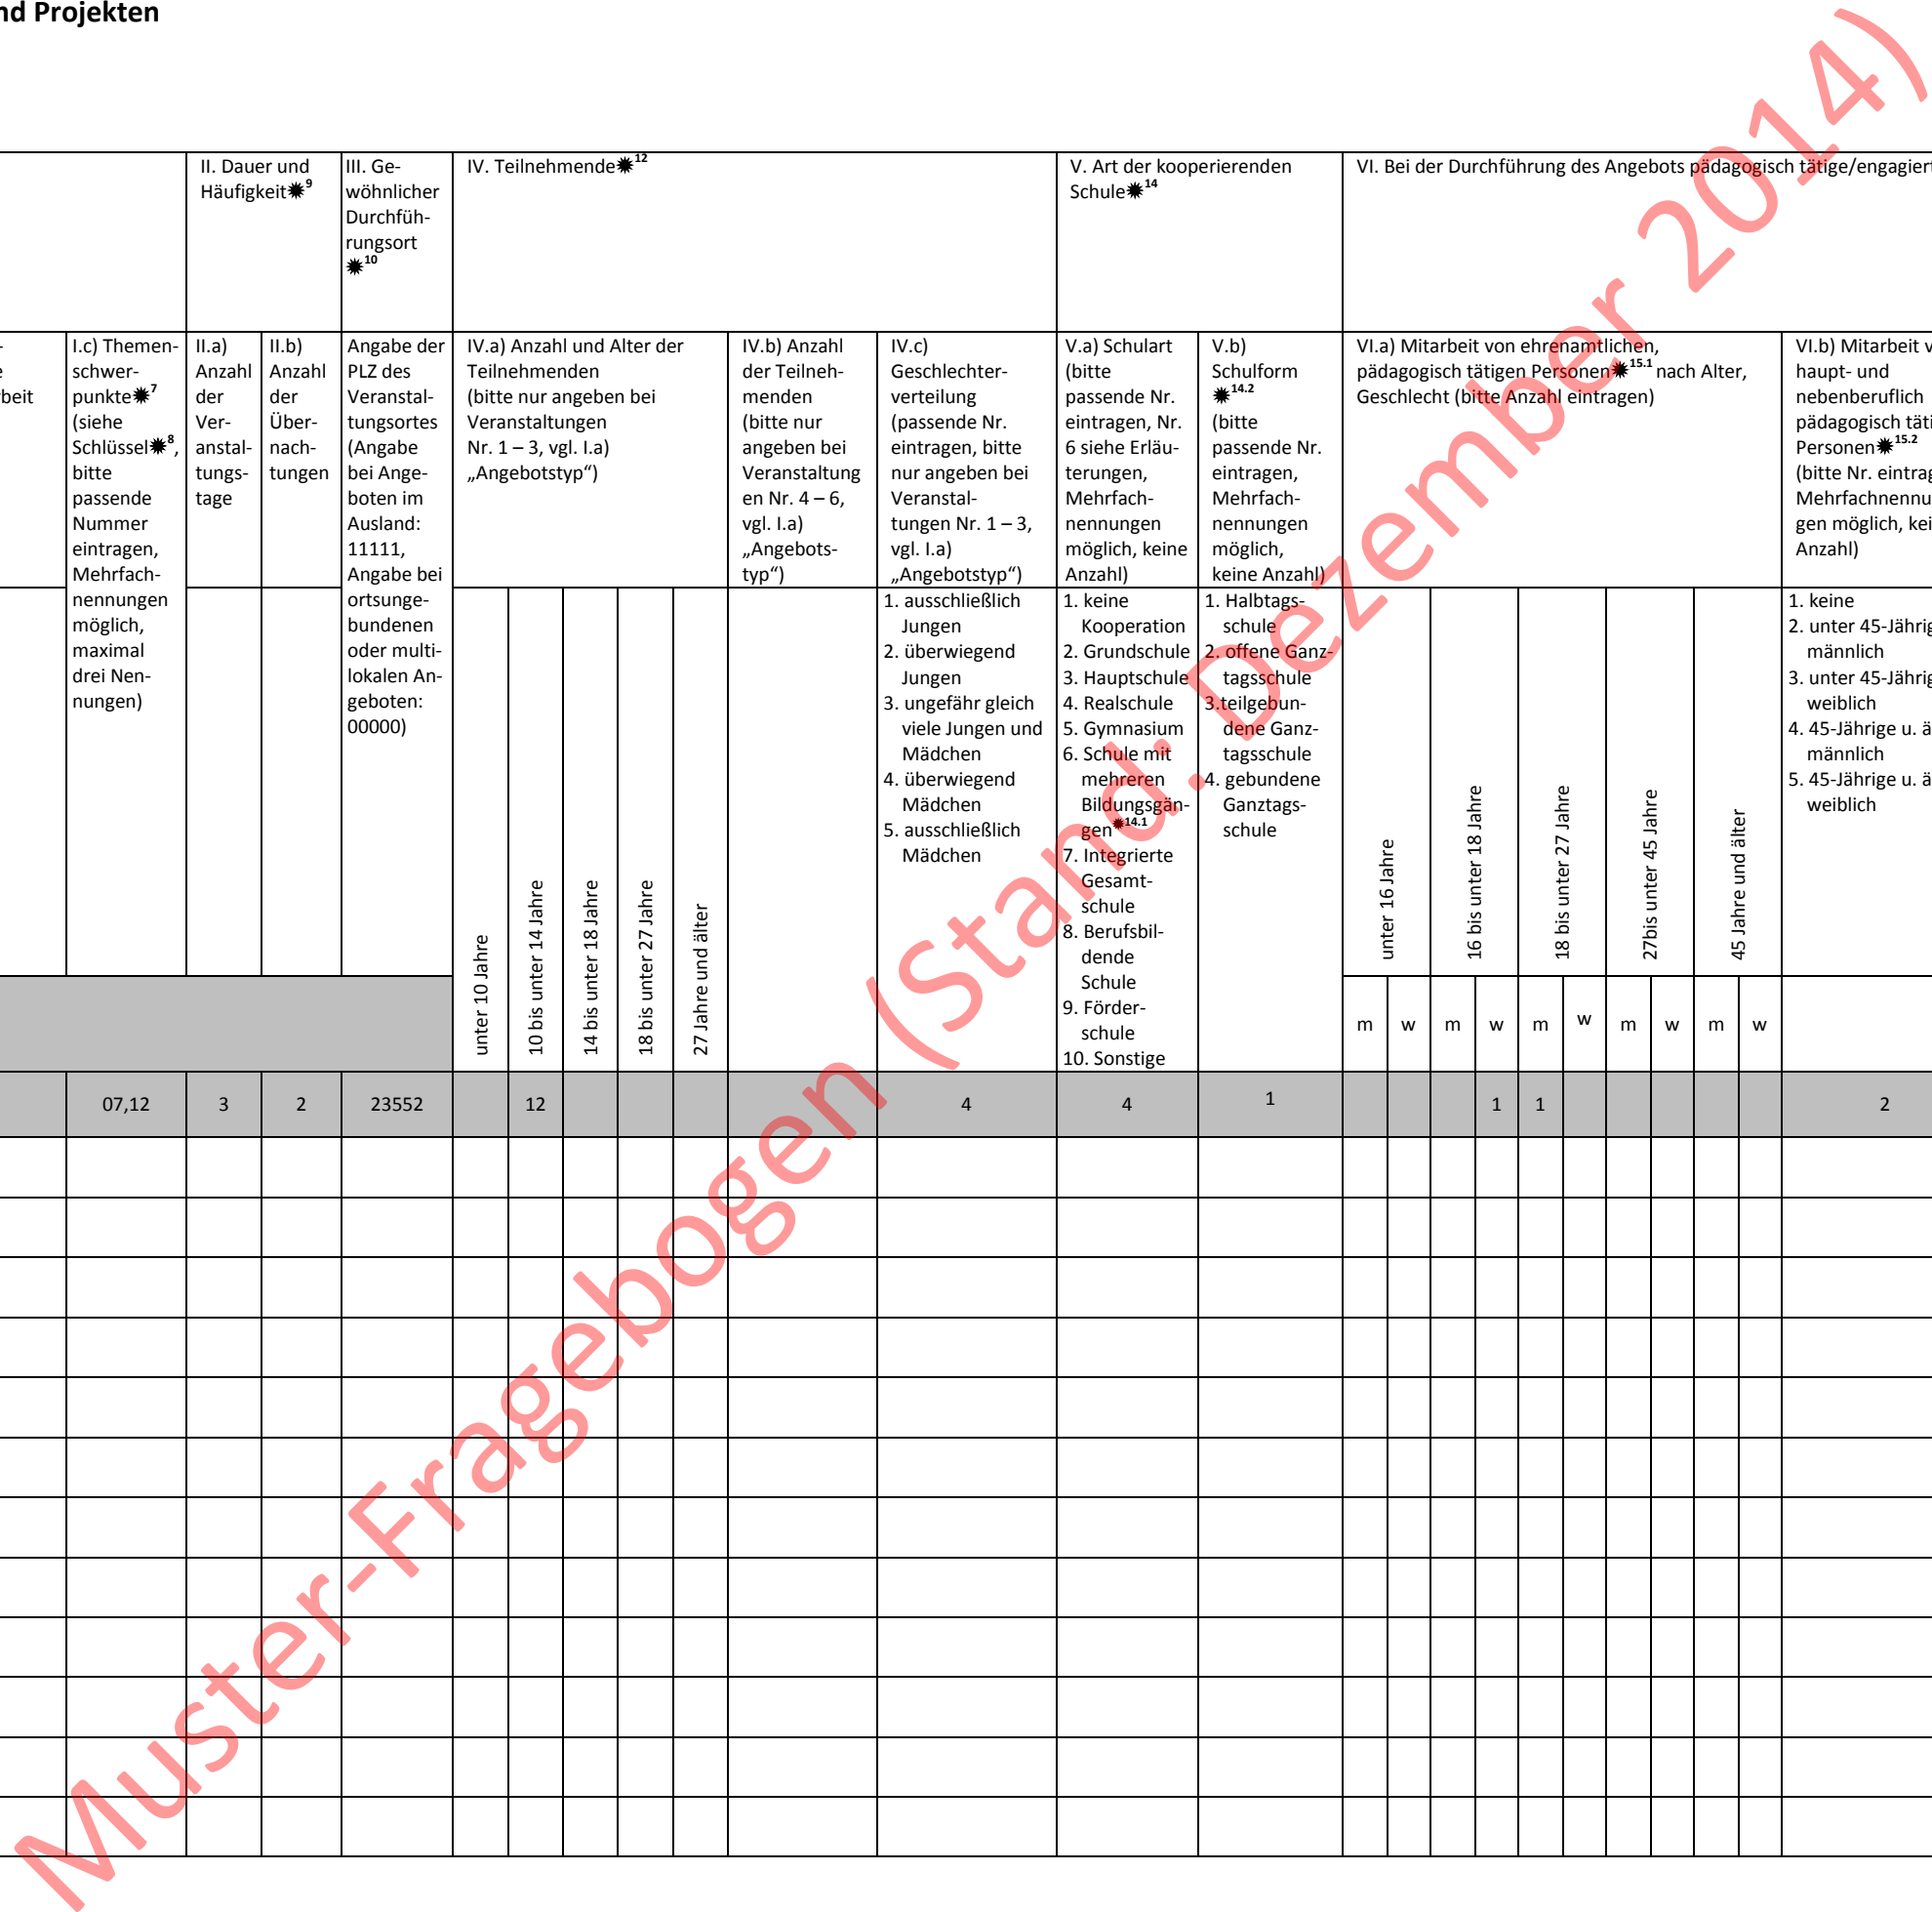 nd Projekten
II. Dauer und
Häufigkeit✹9
III. Ge-
wöhnlicher
Durchfüh-
rungsort
✹10
IV. Teilnehmende✹12
V. Art der kooperierenden
Schule✹14
VI. Bei der Durchführung des Angebots pädagogisch tätige/engagiert
-
e
beit
I.c) Themen-
schwer-
punkte✹7
(siehe
Schlüssel✹8,
bitte
passende
Nummer
eintragen,
Mehrfach-
nennungen
möglich,
maximal
drei Nen-
nungen)
II.a)
Anzahl
der
Ver-
anstal-
tungs-
tage
II.b)
Anzahl
der
Über-
nach-
tungen
Angabe der
PLZ des
Veranstal-
tungsortes
(Angabe
bei Ange-
boten im
Ausland:
11111,
Angabe bei
ortsunge-
bundenen
oder multi-
lokalen An-
geboten:
00000)
IV.a) Anzahl und Alter der
Teilnehmenden
(bitte nur angeben bei
Veranstaltungen
Nr. 1 – 3, vgl. I.a)
„Angebotstyp“)
IV.b) Anzahl
der Teilneh-
menden
(bitte nur
angeben bei
Veranstaltung
en Nr. 4 – 6,
vgl. I.a)
„Angebots-
typ“)
IV.c)
Geschlechter-
verteilung
(passende Nr.
eintragen, bitte
nur angeben bei
Veranstal-
tungen Nr. 1 – 3,
vgl. I.a)
„Angebotstyp“)
V.a) Schulart
(bitte
passende Nr.
eintragen, Nr.
6 siehe Erläu-
terungen,
Mehrfach-
nennungen
möglich, keine
Anzahl)
V.b)
Schulform
✹14.2
(bitte
passende Nr.
eintragen,
Mehrfach-
nennungen
möglich,
keine Anzahl)
VI.a) Mitarbeit von ehrenamtlichen,
pädagogisch tätigen Personen✹15.1 nach Alter,
Geschlecht (bitte Anzahl eintragen)
VI.b) Mitarbeit v
haupt- und
nebenberuflich
pädagogisch täti
Personen✹15.2
(bitte Nr. eintrag
Mehrfachnennu
gen möglich, kei
Anzahl)
unter 10 Jahre
10 bis unter 14 Jahre
14 bis unter 18 Jahre
18 bis unter 27 Jahre
27 Jahre und älter
1. ausschließlich
Jungen
2. überwiegend
Jungen
3. ungefähr gleich
viele Jungen und
Mädchen
4. überwiegend
Mädchen
5. ausschließlich
Mädchen
1. keine
Kooperation
2. Grundschule
3. Hauptschule
4. Realschule
5. Gymnasium
6. Schule mit
mehreren
Bildungsgän-
gen✹14.1
7. Integrierte
Gesamt-
schule
8. Berufsbil-
dende
Schule
9. Förder-
schule
10. Sonstige
1. Halbtags-
schule
2. offene Ganz-
tagsschule
3.teilgebun-
dene Ganz-
tagsschule
4. gebundene
Ganztags-
schule
unter 16 Jahre
16 bis unter 18 Jahre
18 bis unter 27 Jahre
27bis unter 45 Jahre
45 Jahre und älter
1. keine
2. unter 45-Jährig
männlich
3. unter 45-Jährig
weiblich
4. 45-Jährige u. ä
männlich
5. 45-Jährige u. ä
weiblich
m w m w m w m w m w
07,12 3 2 23552 12 4 4 1 1 1 2
Muster-Fragebogen (Stand: Dezember 2014)